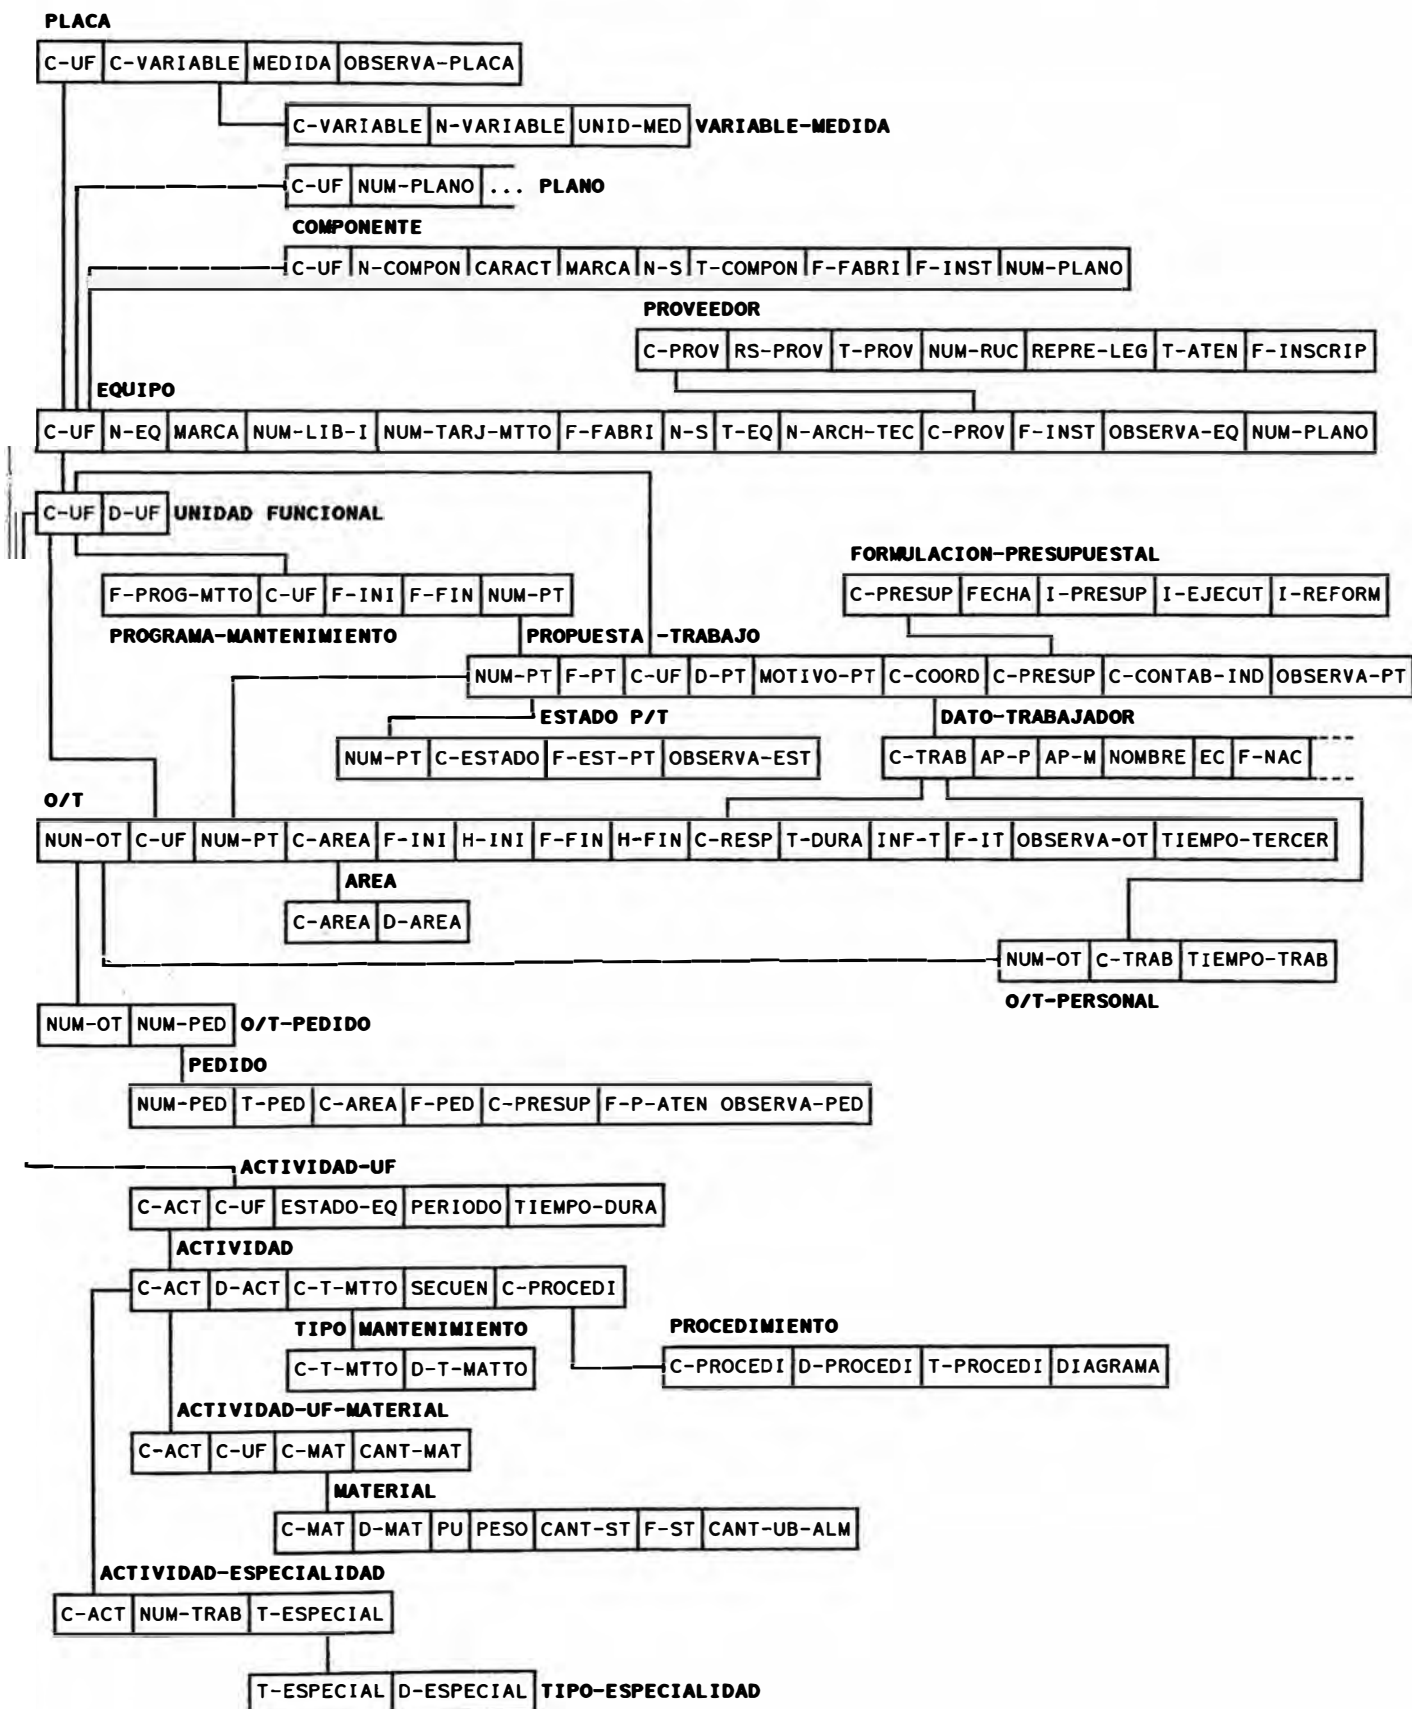 PLACA
C-UF C-VARIABLE MEDIDA OBSERVA-PLACA
C-VARIABLE N-VARIABLE UNID-MED VARIABLE-MEDIDA
C-UF NUM-PLANO ... PLANO
COMPONENTE
C-UF N-COMPON CARACT MARCA N-S T-COMPON F-FABRI F-INST NUM-PLANO
PROVEEDOR
C-PROV RS-PROV T-PROV NUM-RUC REPRE-LEG T-ATEN F-INSCRIP
EQUIPO
C-UF N-EQ MARCA NUM-LIB-I NUM-TARJ-MTTO F-FABRI N-S T-EQ N-ARCH-TEC C-PROV F-INST OBSERVA-EQ NUM-PLANO
C-UF D-UF UNIDAD FUNCIONAL
FORMULACION-PRESUPUESTAL
F-PROG-MTTO C-UF F-INI F-FIN NUM-PT C-PRESUP FECHA I-PRESUP I-EJECUT I-REFORM
PROGRAMA-MANTENIMIENTO PROPUESTA-TRABAJO
NUM-PT F-PT C-UF D-PT MOTIVO-PT C-COORD C-PRESUP C-CONTAB-IND OBSERVA-PT
ESTADO P/T DATO-TRABAJADOR
NUM-PT C-ESTADO F-EST-PT OBSERVA-EST C-TRAB AP-P AP-M NOMBRE EC F-NAC
O/T
NUN-OT C-UF NUM-PT C-AREA F-INI H-INI F-FIN H-FIN C-RESP T-DURA INF-T F-IT OBSERVA-OT TIEMPO-TERCER
AREA
C-AREA D-AREA
NUM-OT C-TRAB TIEMPO-TRAB
O/T-PERSONAL
NUM-OT NUM-PED O/T-PEDIDO
PEDIDO
NUM-PED T-PED C-AREA F-PED C-PRESUP F-P-ATEN OBSERVA-PED
ACTIVIDAD-UF
C-ACT C-UF ESTADO-EQ PERIODO TIEMPO-DURA
ACTIVIDAD
C-ACT D-ACT C-T-MTTO SECUEN C-PROCEDI
TIPO MANTENIMIENTO PROCEDIMIENTO
C-T-MTTO D-T-MATTO C-PROCEDI D-PROCEDI T-PROCEDI DIAGRAMA
ACTIVIDAD-UF-MATERIAL
C-ACT C-UF C-MAT CANT-MAT
MATERIAL
C-MAT D-MAT PU PESO CANT-ST F-ST CANT-UB-ALM
ACTIVIDAD-ESPECIALIDAD
C-ACT NUM-TRAB T-ESPECIAL
T-ESPECIAL D-ESPECIAL TIPO-ESPECIALIDAD